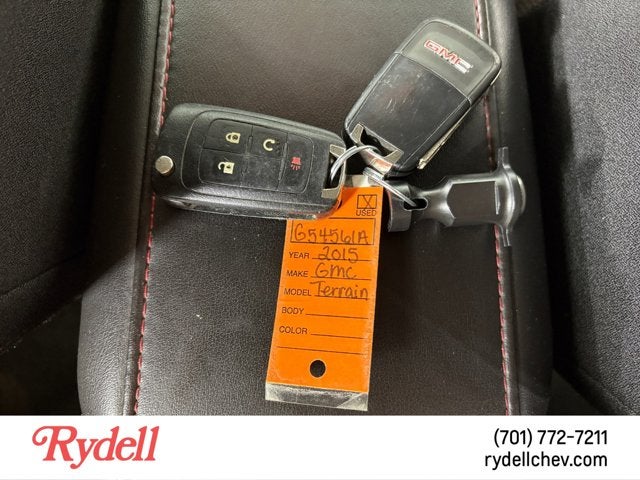 GMC
X
USED
G54561A
YEAR 2015
MAKE Gmc
MODEL Terrain
BODY
COLOR
Rydell
(701) 772-7211
rydellchev.com